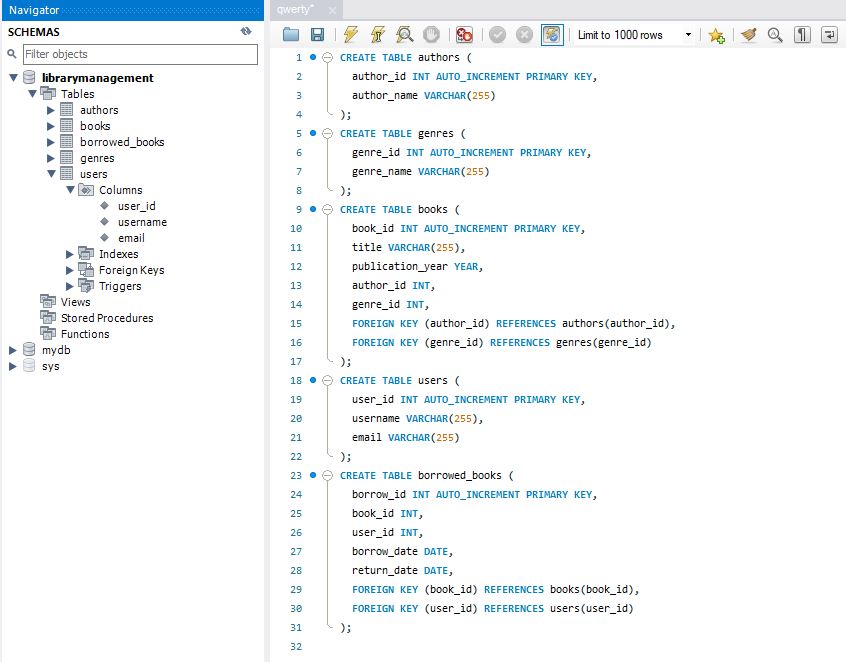 Navigator
SCHEMAS
Filter objects
librarymanagement
Tables
authors
books
borrowed_books
genres
users
Columns
user_id
username
email
Indexes
Foreign Keys
Triggers
Views
Stored Procedures
Functions
mydb
sys
qwerty*
Limit to 1000 rows
1 CREATE TABLE authors (
2 author_id INT AUTO_INCREMENT PRIMARY KEY,
3 author_name VARCHAR(255)
4 );
5 CREATE TABLE genres (
6 genre_id INT AUTO_INCREMENT PRIMARY KEY,
7 genre_name VARCHAR(255)
8 );
9 CREATE TABLE books (
10 book_id INT AUTO_INCREMENT PRIMARY KEY,
11 title VARCHAR(255),
12 publication_year YEAR,
13 author_id INT,
14 genre_id INT,
15 FOREIGN KEY (author_id) REFERENCES authors(author_id),
16 FOREIGN KEY (genre_id) REFERENCES genres(genre_id)
17 );
18 CREATE TABLE users (
19 user_id INT AUTO_INCREMENT PRIMARY KEY,
20 username VARCHAR(255),
21 email VARCHAR(255)
22 );
23 CREATE TABLE borrowed_books (
24 borrow_id INT AUTO_INCREMENT PRIMARY KEY,
25 book_id INT,
26 user_id INT,
27 borrow_date DATE,
28 return_date DATE,
29 FOREIGN KEY (book_id) REFERENCES books(book_id),
30 FOREIGN KEY (user_id) REFERENCES users(user_id)
31 );
32